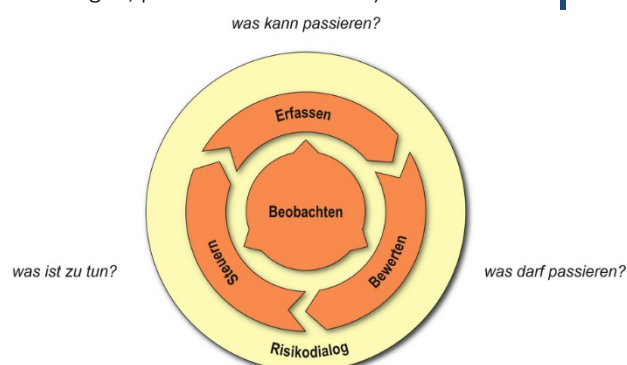 was kann passieren?
Erfassen
Beobachten
Steuern
Bewerten
was ist zu tun?
was darf passieren?
Risikodialog